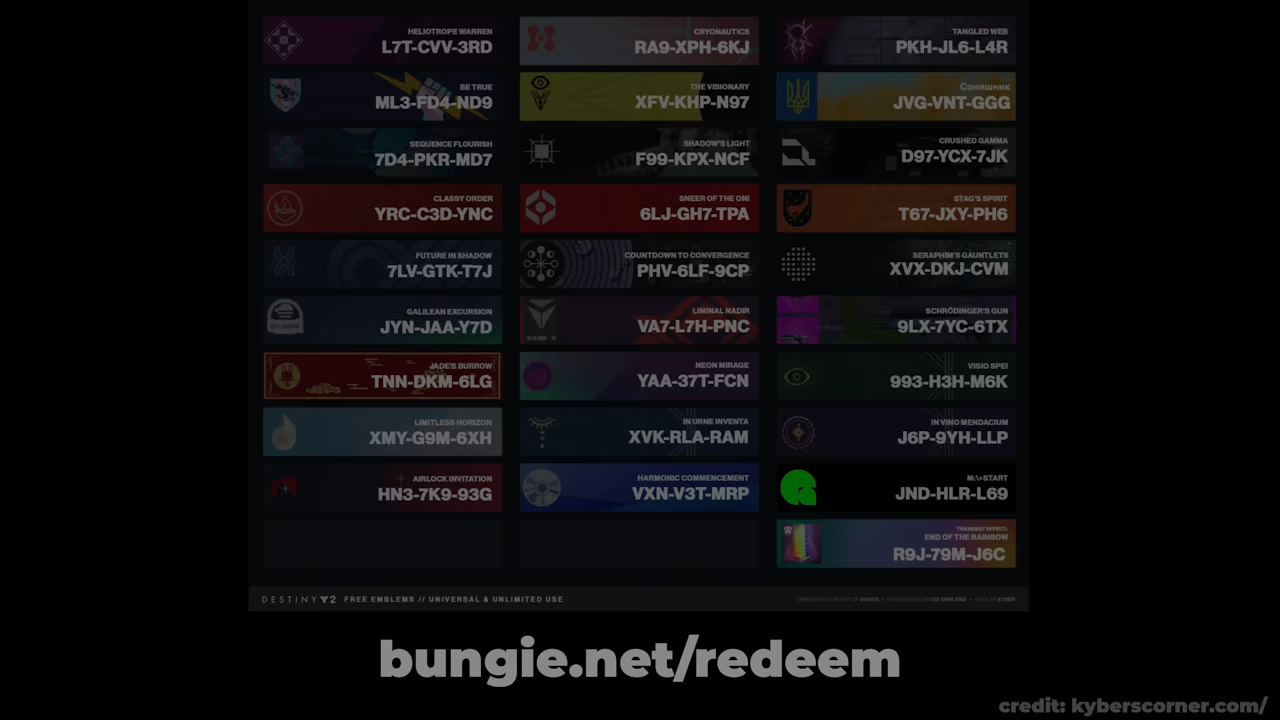 HELIOTROPE WARREN
L7T-CVV-3RD
CRYONAUTICS
RA9-XPH-6KJ
TANGLED WEB
PKH-JL6-L4R
BE TRUE
ML3-FD4-ND9
THE VISIONARY
XFV-KHP-N97
Соняшник
JVG-VNT-GGG
SEQUENCE FLOURISH
7D4-PKR-MD7
SHADOW'S LIGHT
F99-KPX-NCF
CRUSHED GAMMA
D97-YCX-7JK
CLASSY ORDER
YRC-C3D-YNC
SNEER OF THE ONI
6LJ-GH7-TPA
STAG'S SPIRIT
T67-JXY-PH6
FUTURE IN SHADOW
7LV-GTK-T7J
COUNTDOWN TO CONVERGENCE
PHV-6LF-9CP
SERAPHIM'S GAUNTLETS
XVX-DKJ-CVM
GALILEAN EXCURSION
JYN-JAA-Y7D
LIMINAL NADIR
VA7-L7H-PNC
SCHRÖDINGER'S GUN
9LX-7YC-6TX
JADE'S BURROW
TNN-DKM-6LG
NEON MIRAGE
YAA-37T-FCN
VISIO SPEI
993-H3H-M6K
LIMITLESS HORIZON
XMY-G9M-6XH
IN URNE INVENTA
XVK-RLA-RAM
IN VINO MENDACIUM
J6P-9YH-LLP
AIRLOCK INVITATION
HN3-7K9-93G
HARMONIC COMMENCEMENT
VXN-V3T-MRP
M:\>START
JND-HLR-L69
TRANSMAT EFFECT:
END OF THE RAINBOW
R9J-79M-J6C
DESTINY 2 FREE EMBLEMS // UNIVERSAL & UNLIMITED USE
bungie.net/redeem
credit: kyberscorner.com/